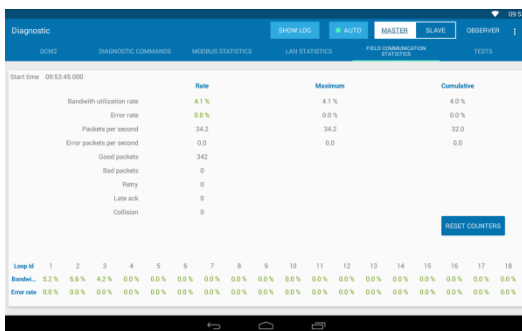 09:5
Diagnostic SHOW LOG AUTO MASTER SLAVE OBSERVER
DCM2 DIAGNOSTIC COMMANDS MODBUS STATISTICS LAN STATISTICS FIELD COMMUNICATION STATISTICS TESTS
Start time 09:53:45.000
Rate Maximum Cumulative
Bandwith utilization rate 4.1 % 4.1 % 4.0 %
Error rate 0.0 % 0.0 % 0.0 %
Packets per second 34.2 34.2 32.0
Error packets per second 0.0 0.0 0.0
Good packets 342
Bad packets 0
Retry 0
Late ack 0
Collision 0
RESET COUNTERS
Loop id 1 2 3 4 5 6 7 8 9 10 11 12 13 14 15 16 17 18
Bandwi... 5.2 % 6.6 % 4.2 % 0.0 % 0.0 % 0.0 % 0.0 % 0.0 % 0.0 % 0.0 % 0.0 % 0.0 % 0.0 % 0.0 % 0.0 % 0.0 % 0.0 % 0.0 %
Error rate 0.0 % 0.0 % 0.0 % 0.0 % 0.0 % 0.0 % 0.0 % 0.0 % 0.0 % 0.0 % 0.0 % 0.0 % 0.0 % 0.0 % 0.0 % 0.0 % 0.0 % 0.0 %